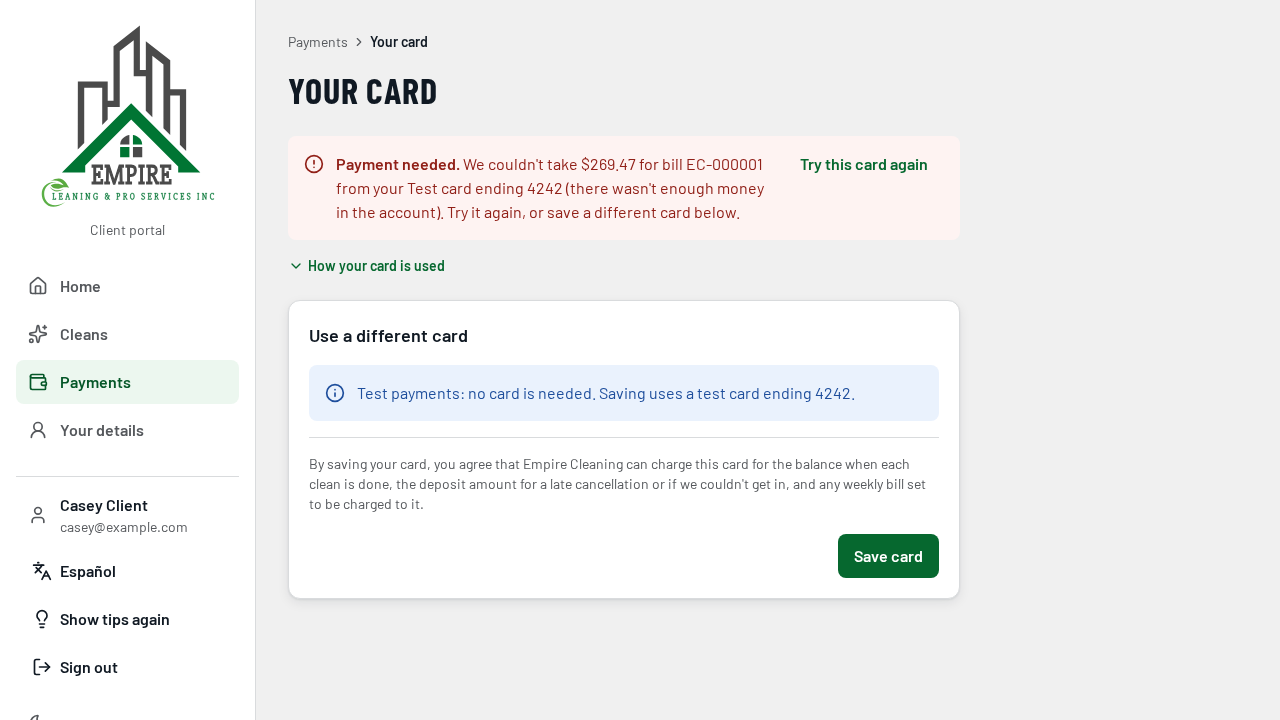 EMPIRE
LEANING & PRO SERVICES INC
Client portal
Home
Cleans
Payments
Your details
Casey Client
casey@example.com
Español
Show tips again
Sign out
Payments > Your card
YOUR CARD
Payment needed. We couldn't take $269.47 for bill EC-000001
from your Test card ending 4242 (there wasn't enough money
in the account). Try it again, or save a different card below.
Try this card again
How your card is used
Use a different card
Test payments: no card is needed. Saving uses a test card ending 4242.
By saving your card, you agree that Empire Cleaning can charge this card for the balance when each
clean is done, the deposit amount for a late cancellation or if we couldn't get in, and any weekly bill set
to be charged to it.
Save card